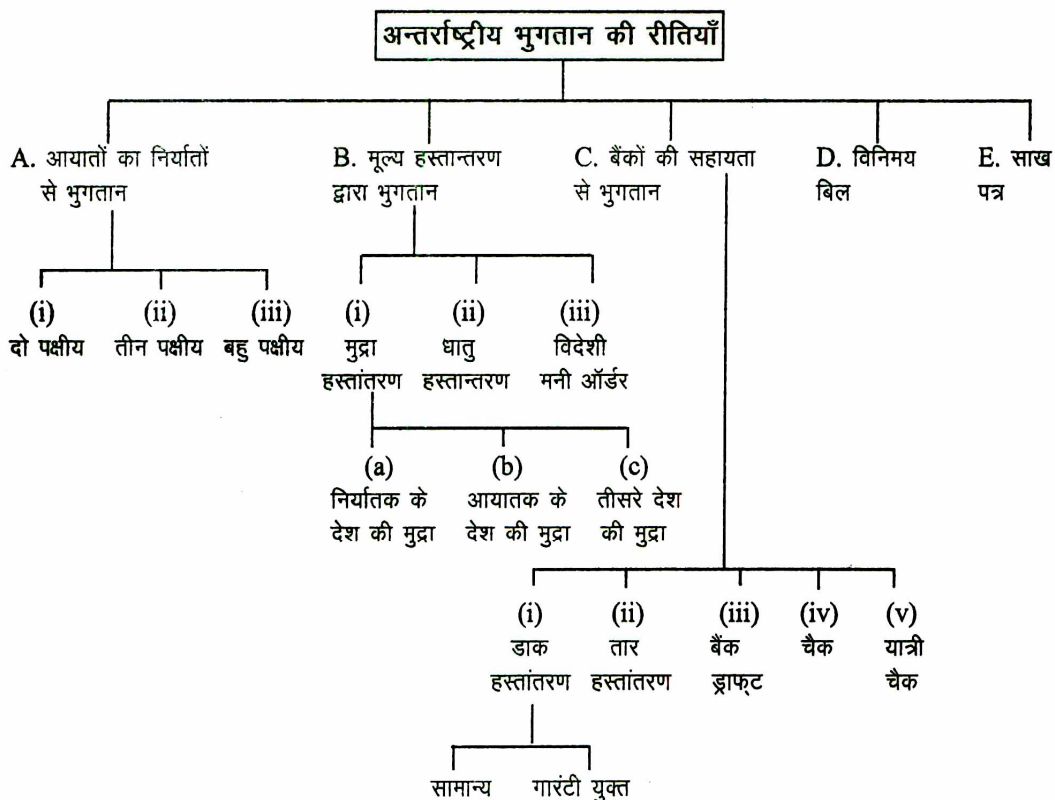 अन्तर्राष्ट्रीय भुगतान की रीतियाँ
A. आयातों का निर्यातों
से भुगतान
B. मूल्य हस्तान्तरण
द्वारा भुगतान
C. बैंकों की सहायता
से भुगतान
D. विनिमय
बिल
E. साख
पत्र
(i)
दो पक्षीय
(ii)
तीन पक्षीय
(iii)
बहु पक्षीय
(i)
मुद्रा
हस्तांतरण
(ii)
धातु
हस्तान्तरण
(iii)
विदेशी
मनी ऑर्डर
(a)
निर्यातक के
देश की मुद्रा
(b)
आयातक के
देश की मुद्रा
(c)
तीसरे देश
की मुद्रा
(i)
डाक
हस्तांतरण
(ii)
तार
हस्तांतरण
(iii)
बैंक
ड्राफ्ट
(iv)
चैक
(v)
यात्री
चैक
सामान्य
गारंटी युक्त